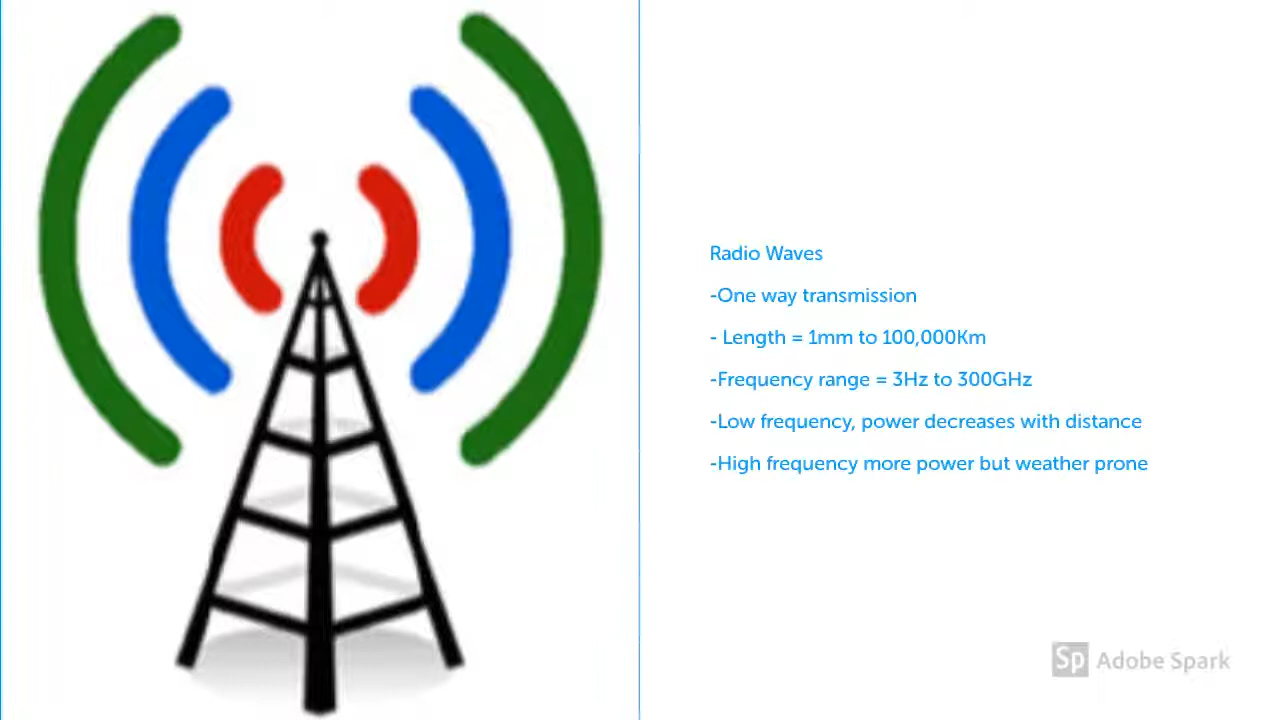 Radio Waves
-One way transmission
- Length = 1mm to 100,000Km
-Frequency range = 3Hz to 300GHz
-Low frequency, power decreases with distance
-High frequency more power but weather prone
Sp Adobe Spark